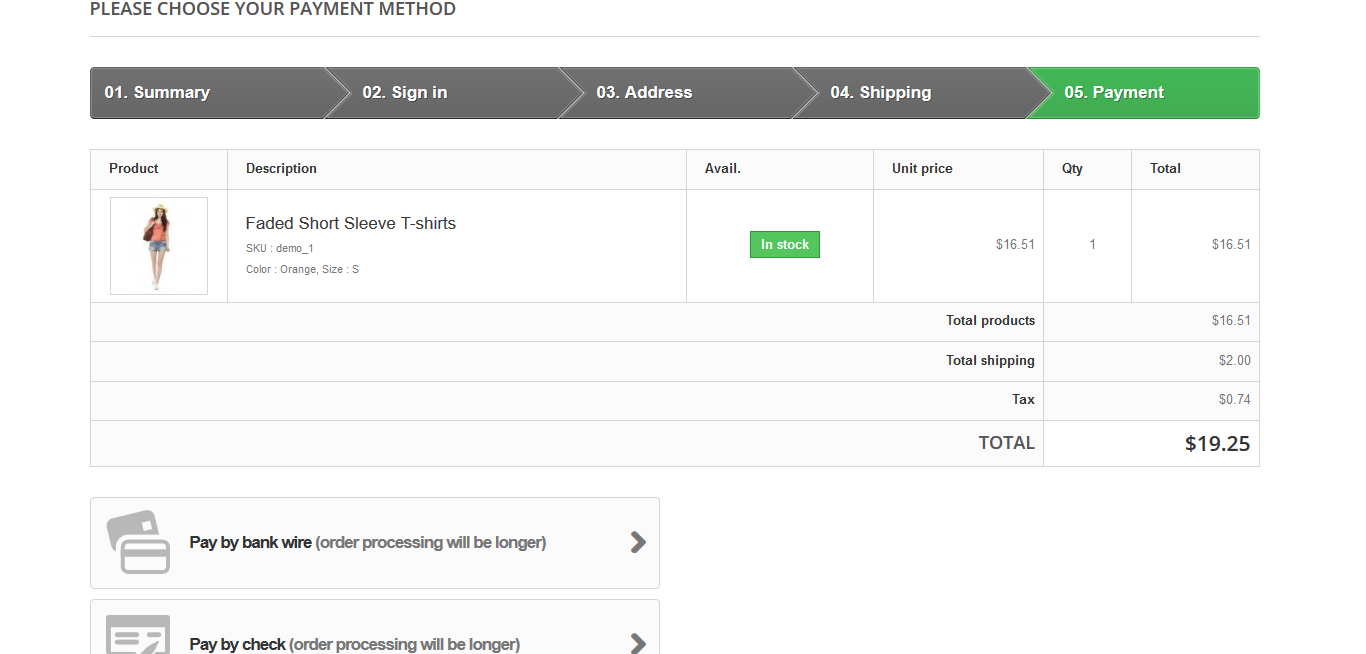 PLEASE CHOOSE YOUR PAYMENT METHOD
01. Summary 02. Sign in 03. Address 04. Shipping 05. Payment
Product Description Avail. Unit price Qty Total
Faded Short Sleeve T-shirts
SKU : demo_1
Color : Orange, Size : S
In stock $16.51 1 $16.51
Total products $16.51
Total shipping $2.00
Tax $0.74
TOTAL $19.25
Pay by bank wire (order processing will be longer)
Pay by check (order processing will be longer)